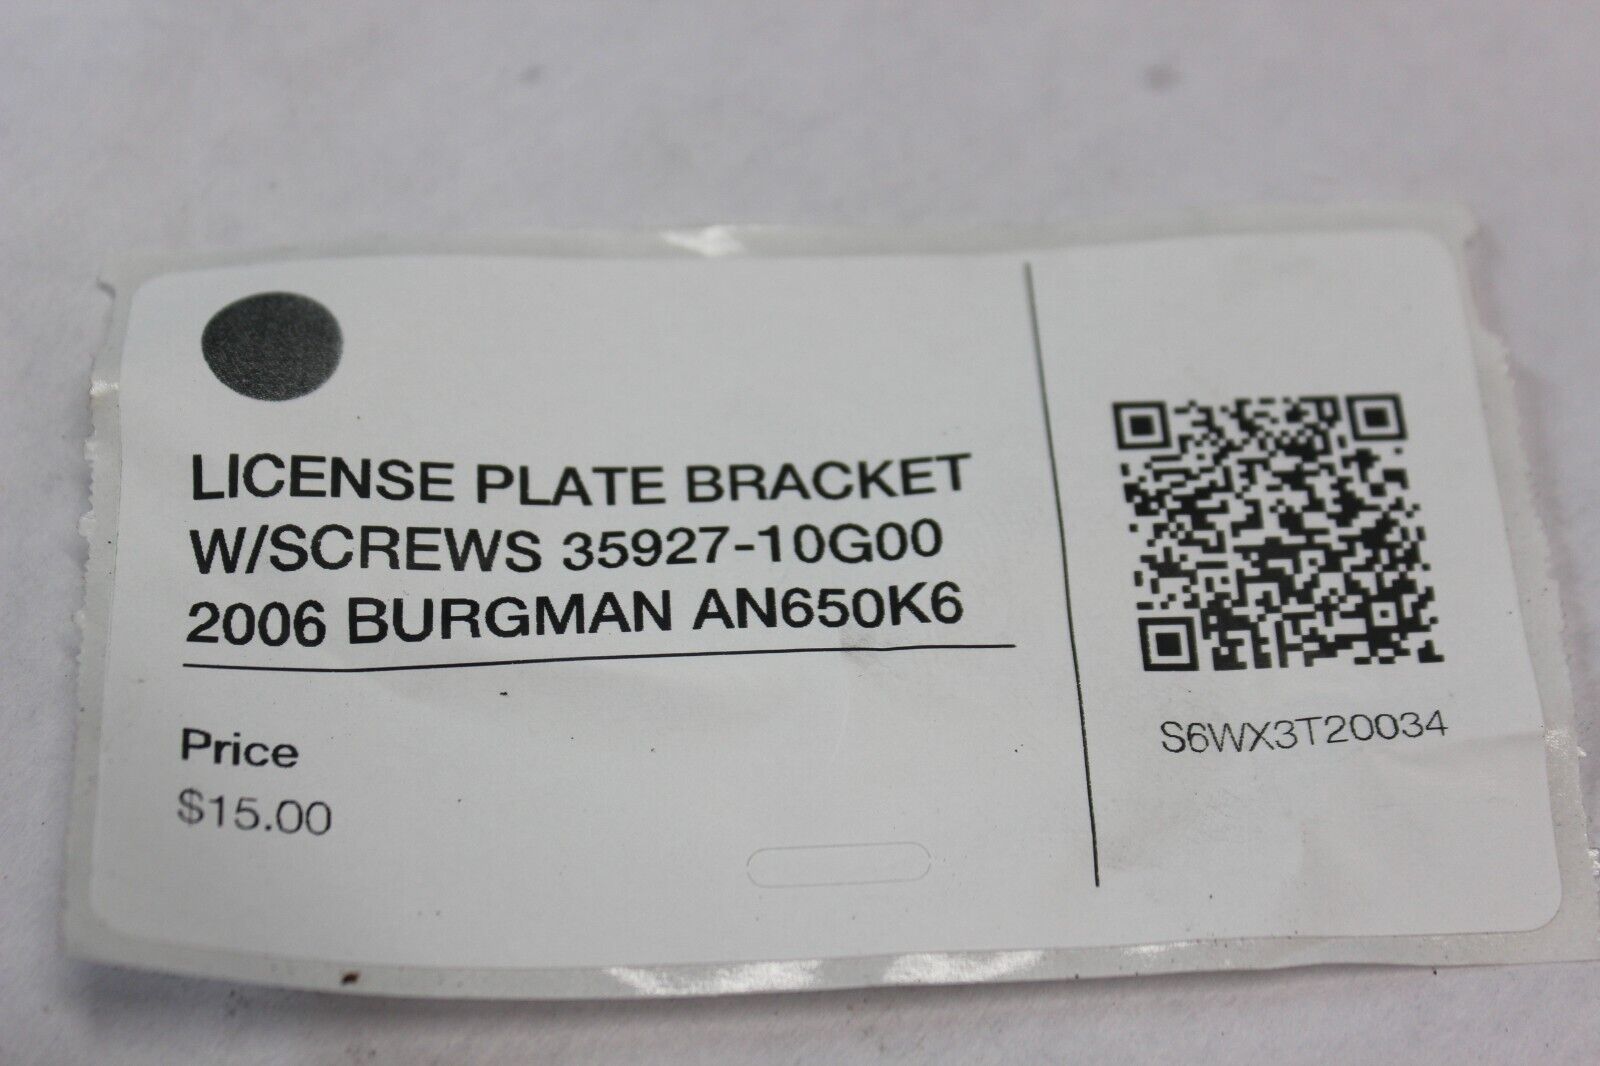 LICENSE PLATE BRACKET
W/SCREWS 35927-10G00
2006 BURGMAN AN650K6
Price
$15.00
S6WX3T20034